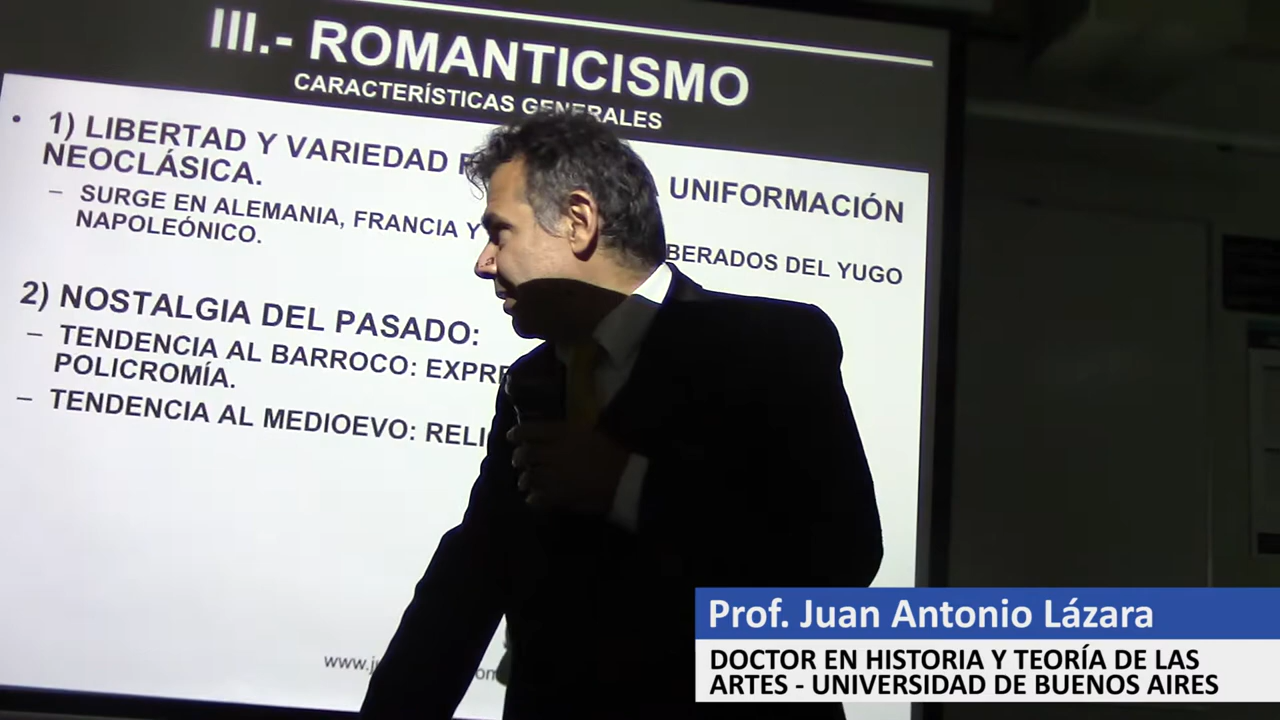 III.- ROMANTICISMO
CARACTERÍSTICAS GENERALES
• 1) LIBERTAD Y VARIEDAD UNIFORMACIÓN
NEOCLÁSICA.
– SURGE EN ALEMANIA, FRANCIA Y BERADOS DEL YUGO
NAPOLEÓNICO.
2) NOSTALGIA DEL PASADO:
– TENDENCIA AL BARROCO: EXPRE
POLICROMÍA.
– TENDENCIA AL MEDIOEVO: RELI
www.j
Prof. Juan Antonio Lázara
DOCTOR EN HISTORIA Y TEORÍA DE LAS
ARTES - UNIVERSIDAD DE BUENOS AIRES